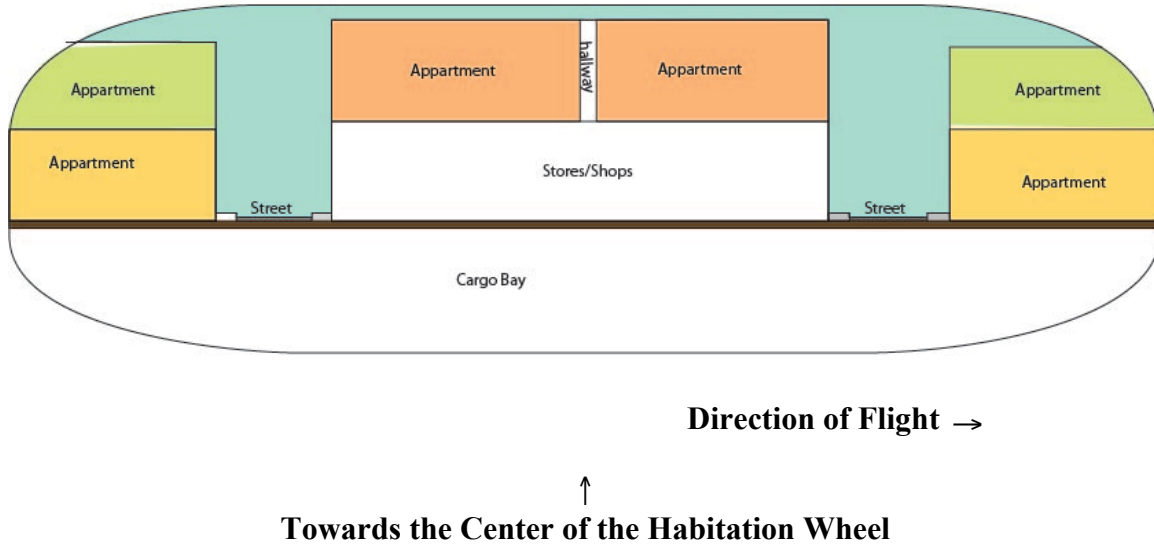 Appartment
Appartment
hallway
Appartment
Appartment
Appartment
Stores/Shops
Appartment
Street
Street
Cargo Bay
Direction of Flight →
↑
Towards the Center of the Habitation Wheel